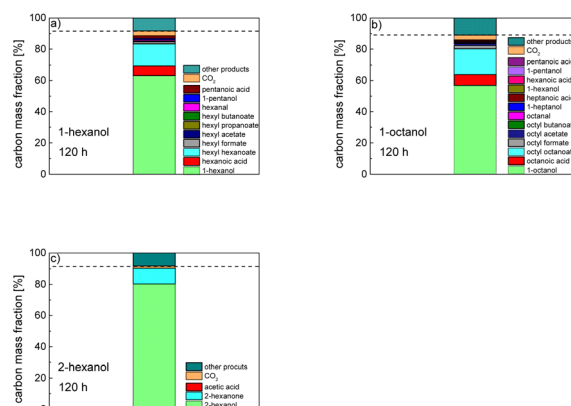 a)
carbon mass fraction [%]
100
80
60
40
20
0
1-hexanol
120 h
other products
CO2
pentanoic acid
1-pentanol
hexanal
hexyl butanoate
hexyl propanoate
hexyl acetate
hexyl formate
hexyl hexanoate
hexanoic acid
1-hexanol
b)
carbon mass fraction [%]
100
80
60
40
20
0
1-octanol
120 h
other products
CO2
pentanoic acid
1-pentanol
hexanoic acid
1-hexanol
heptanoic acid
1-heptanol
octanal
octyl butanoate
octyl acetate
octyl formate
octyl octanoate
octanoic acid
1-octanol
c)
carbon mass fraction [%]
100
80
60
40
20
2-hexanol
120 h
other procuts
CO2
acetic acid
2-hexanone
2-hexanol